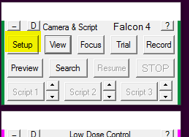 – D Camera & Script Falcon 4 ?
Setup View Focus Trial Record
Preview Search Resume STOP
Script 1 Script 2 Script 3
– D Low Dose Control ?